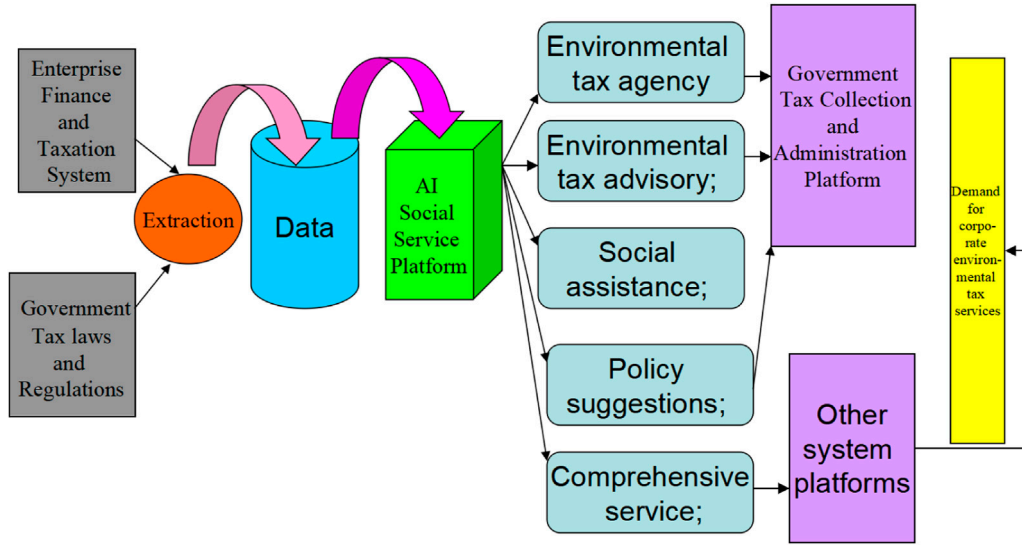 Enterprise
Finance
and
Taxation
System
Government
Tax laws
and
Regulations
Extraction
Data
AI
Social
Service
Platform
Environmental
tax agency
Environmental
tax advisory;
Social
assistance;
Policy
suggestions;
Comprehensive
service;
Government
Tax Collection
and
Administration
Platform
Other
system
platforms
Demand
for
corpo-
rate
environ-
mental
tax
services